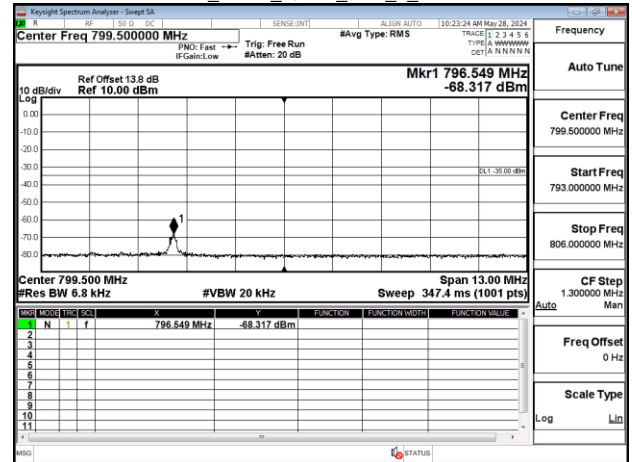 Keysight Spectrum Analyzer - Swept SA
LXI R RF 50 Ω DC SENSE:INT ALIGN AUTO 10:23:24 AM May 28, 2024
Center Freq 799.500000 MHz
PNO: Fast
IFGain:Low
Trig: Free Run
#Atten: 20 dB
#Avg Type: RMS
TRACE 1 2 3 4 5 6
TYPE A WWWWW
DET A N N N N N
Ref Offset 13.8 dB
Ref 10.00 dBm
10 dB/div
Log
Mkr1 796.549 MHz
-68.317 dBm
0.00
-10.0
-20.0
-30.0
DL1 -35.00 dBm
-40.0
-50.0
-60.0
1
-70.0
-80.0
Center 799.500 MHz Span 13.00 MHz
#Res BW 6.8 kHz #VBW 20 kHz Sweep 347.4 ms (1001 pts)
MKR MODE TRC SCL X Y FUNCTION FUNCTION WIDTH FUNCTION VALUE
1 N 1 f 796.549 MHz -68.317 dBm
2
3
4
5
6
7
8
9
10
11
MSG STATUS
Frequency
Auto Tune
Center Freq
799.500000 MHz
Start Freq
793.000000 MHz
Stop Freq
806.000000 MHz
CF Step
1.300000 MHz
Auto Man
Freq Offset
0 Hz
Scale Type
Log Lin